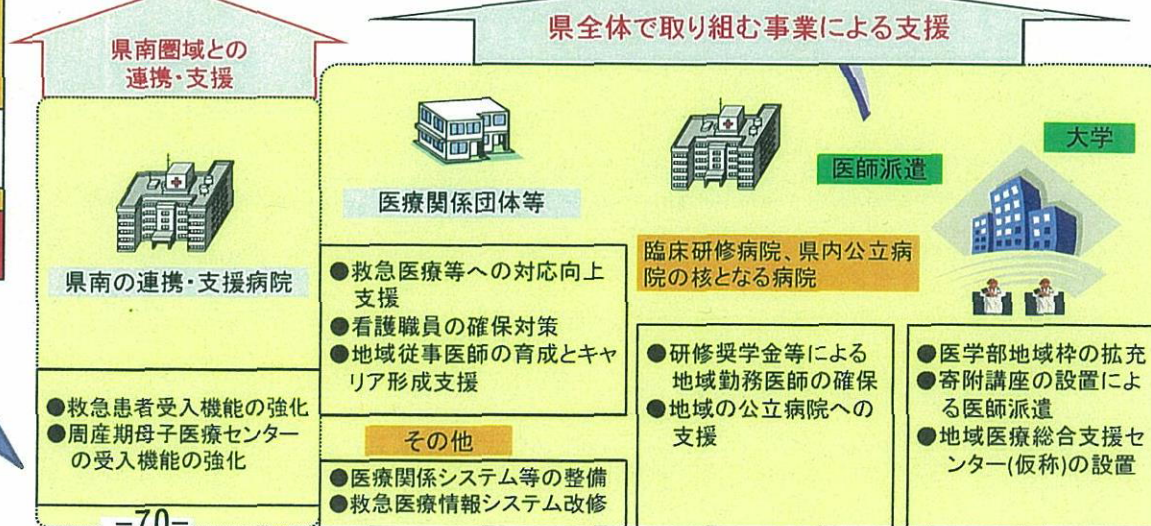 県南圏域との
連携・支援
県全体で取り組む事業による支援
県南の連携・支援病院
●救急患者受入機能の強化
●周産期母子医療センター
の受入機能の強化
医療関係団体等
●救急医療等への対応向上
支援
●看護職員の確保対策
●地域従事医師の育成とキャ
リア形成支援
その他
●医療関係システム等の整備
●救急医療情報システム改修
医師派遣
臨床研修病院、県内公立病
院の核となる病院
●研修奨学金等による
地域勤務医師の確保
●地域の公立病院への
支援
大学
●医学部地域枠の拡充
●寄附講座の設置によ
る医師派遣
●地域医療総合支援セ
ンター(仮称)の設置
-70-